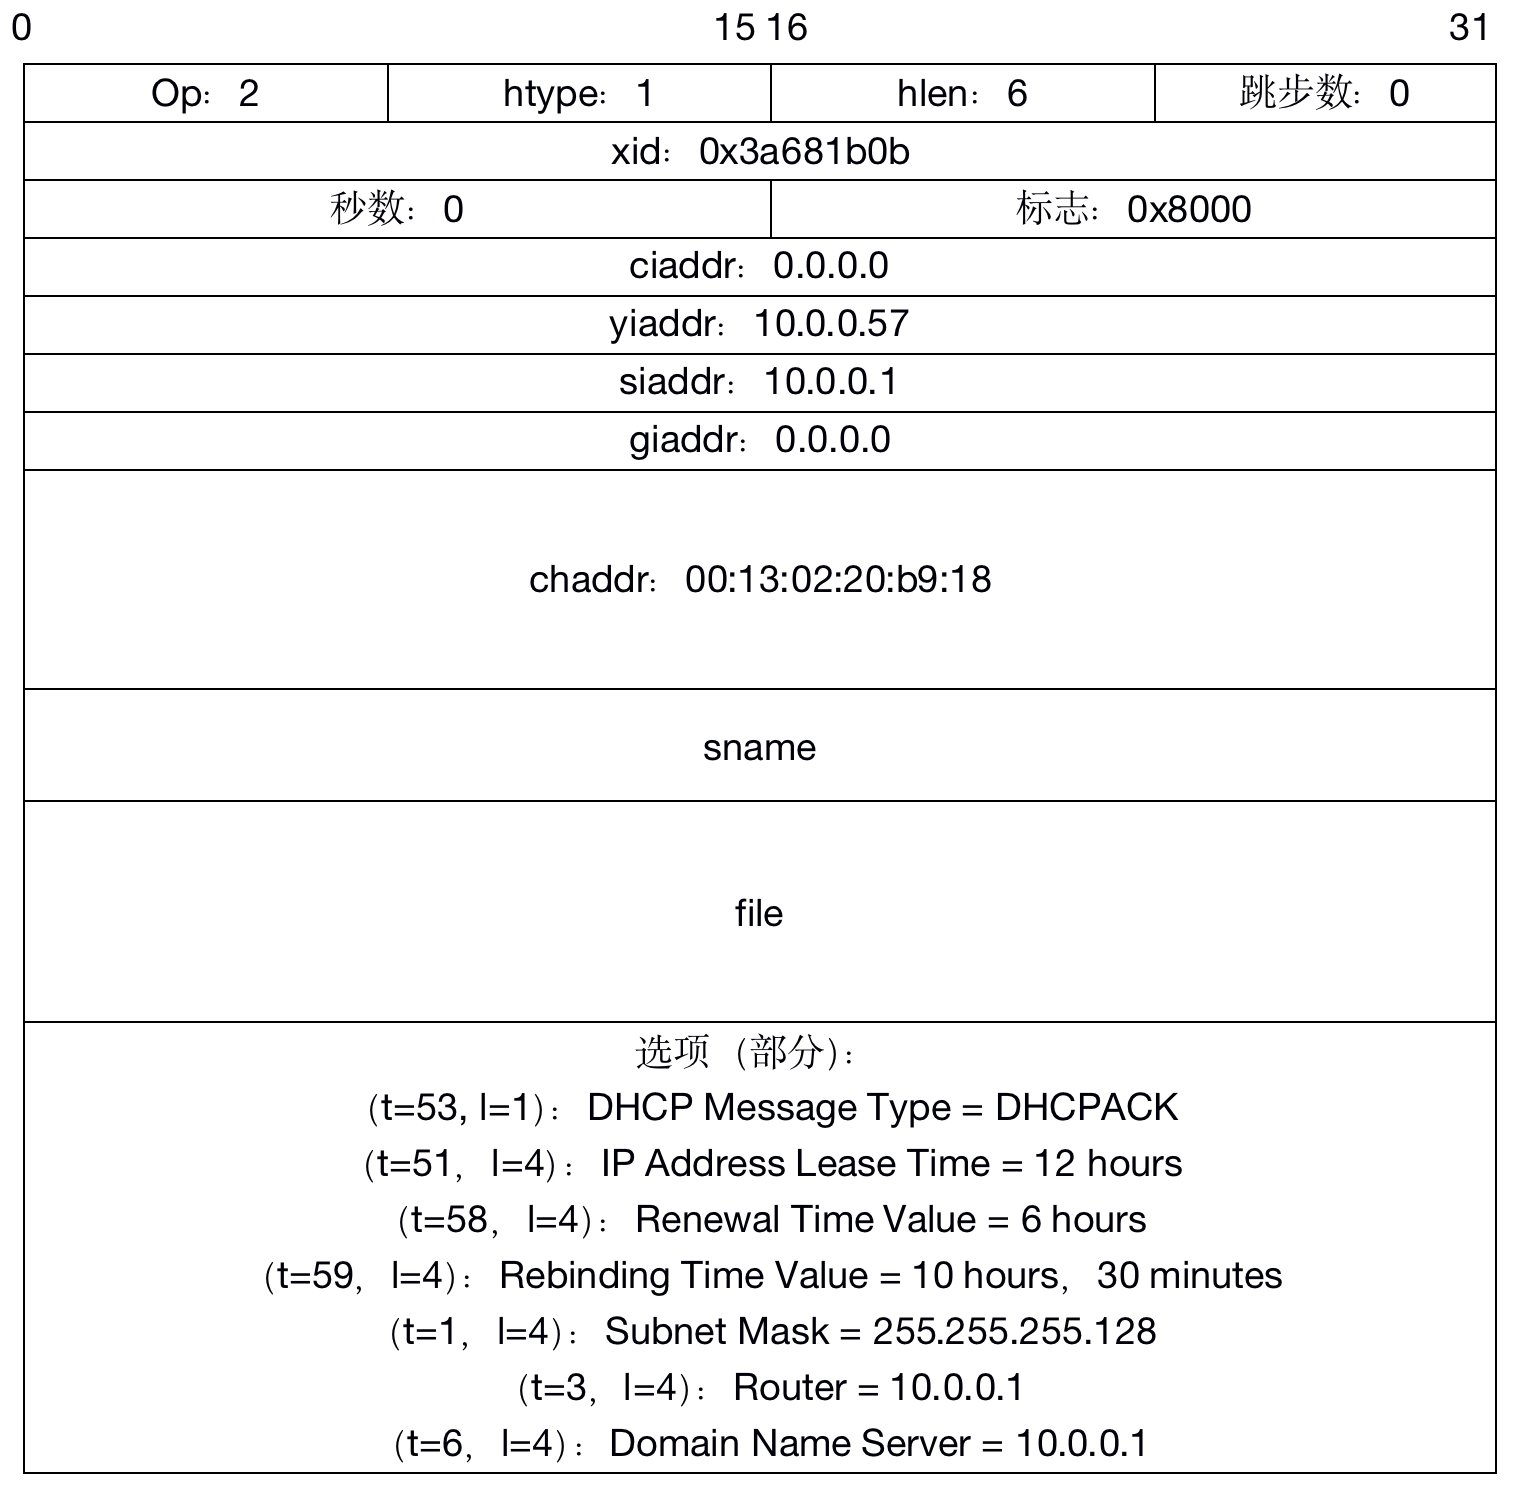 0 15 16 31
Op：2 htype：1 hlen：6 跳步数：0
xid：0x3a681b0b
秒数：0 标志：0x8000
ciaddr：0.0.0.0
yiaddr：10.0.0.57
siaddr：10.0.0.1
giaddr：0.0.0.0
chaddr：00:13:02:20:b9:18
sname
file
选项（部分）：
（t=53, l=1）：DHCP Message Type = DHCPACK
（t=51，l=4）：IP Address Lease Time = 12 hours
（t=58，l=4）：Renewal Time Value = 6 hours
（t=59，l=4）：Rebinding Time Value = 10 hours，30 minutes
（t=1，l=4）：Subnet Mask = 255.255.255.128
（t=3，l=4）：Router = 10.0.0.1
（t=6，l=4）：Domain Name Server = 10.0.0.1